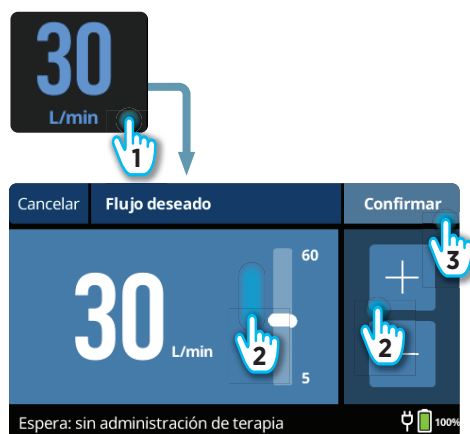 30
L/min
1
Cancelar Flujo deseado Confirmar
3
60
30 L/min
2
2
5
Espera: sin administración de terapia 100%